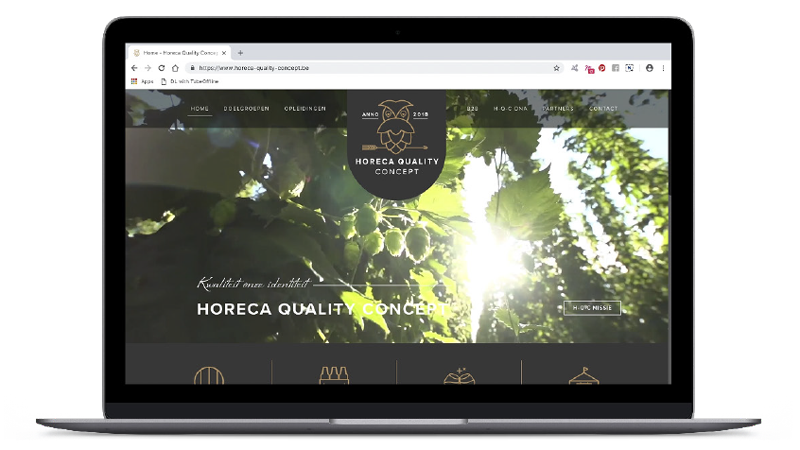 Home - Horeca Quality Conce
https://www.horeca-quality-concept.be
Apps
DL with TubeOffline
HOME DOELGROEPEN OPLEIDINGEN
ANNO 2018
B2B H-Q-C DNA PARTNERS CONTACT
HORECA QUALITY
CONCEPT
Kwaliteit onze identiteit
HORECA QUALITY CONCEPT
H-Q-C MISSIE